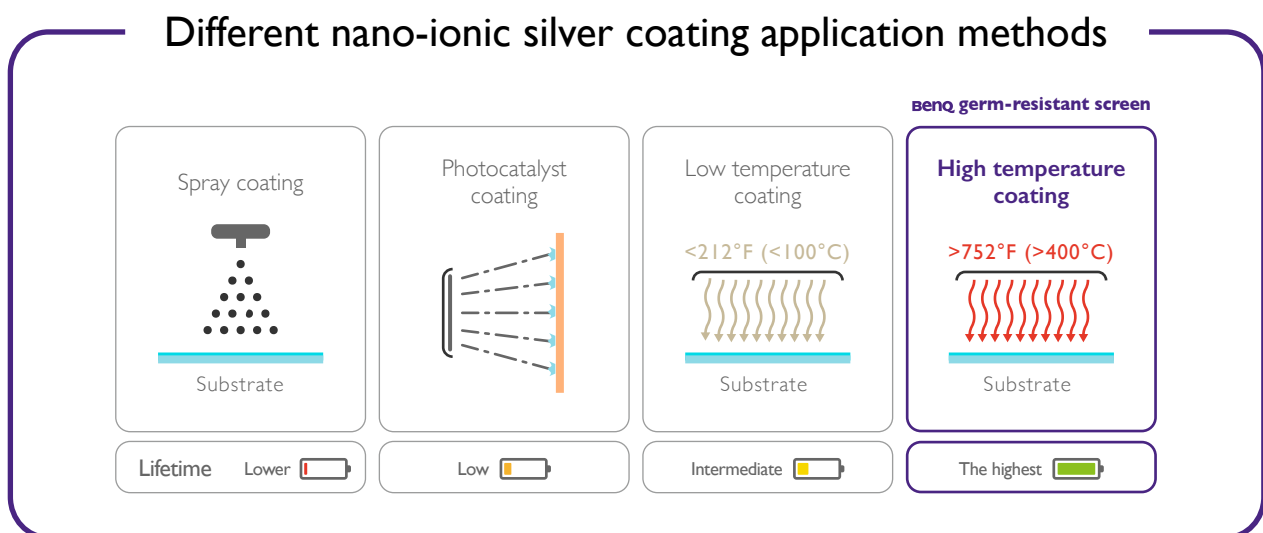 Different nano-ionic silver coating application methods
BenQ germ-resistant screen
Spray coating
Substrate
Photocatalyst
coating
Low temperature
coating
<212°F (<100°C)
Substrate
High temperature
coating
>752°F (>400°C)
Substrate
Lifetime Lower
Low
Intermediate
The highest